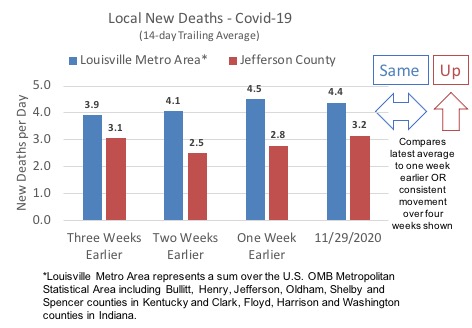 Local New Deaths - Covid-19
(14-day Trailing Average)
Louisville Metro Area* Jefferson County
Same Up
5.0
4.0
3.0
2.0
1.0
0.0
New Deaths per Day
3.9 3.1 4.1 2.5 4.5 2.8 4.4 3.2
Compares
latest average
to one week
earlier OR
consistent
movement
over four
weeks shown
Three Weeks Two Weeks One Week 11/29/2020
Earlier Earlier Earlier
*Louisville Metro Area represents a sum over the U.S. OMB Metropolitan
Statistical Area including Bullitt, Henry, Jefferson, Oldham, Shelby and
Spencer counties in Kentucky and Clark, Floyd, Harrison and Washington
counties in Indiana.